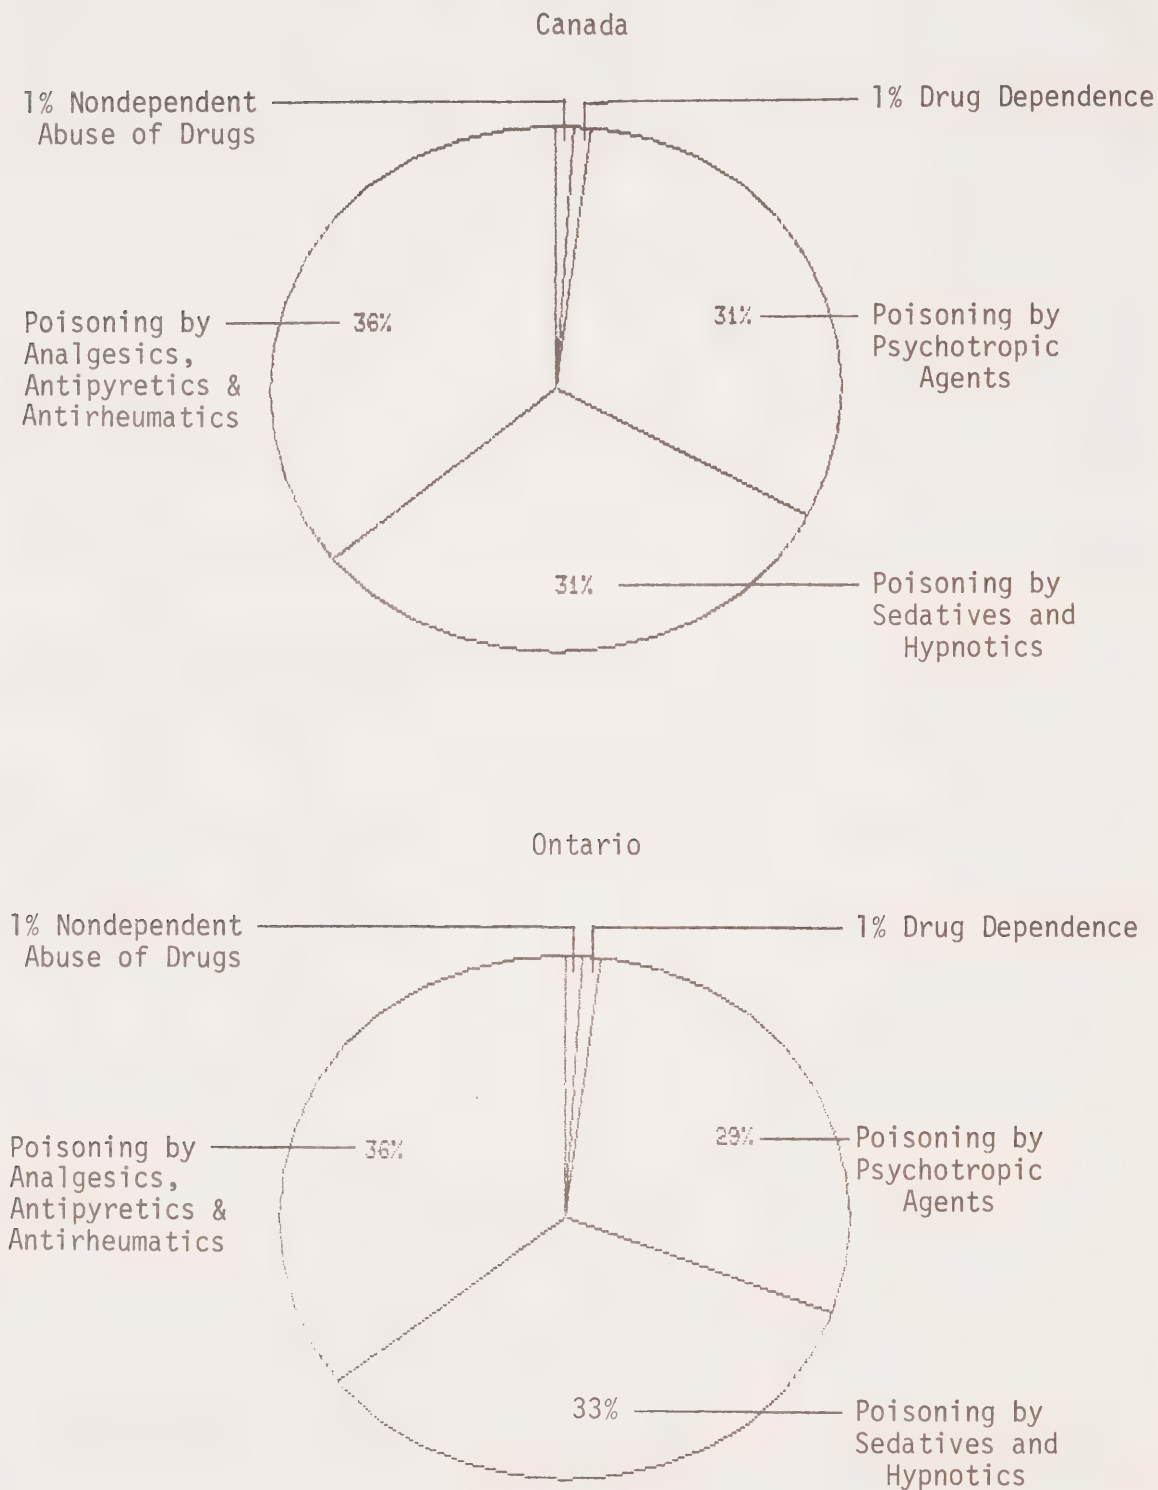 Canada
1% Nondependent
Abuse of Drugs
1% Drug Dependence
Poisoning by
Analgesics,
Antipyretics &
Antirheumatics
36%
31%
Poisoning by
Psychotropic
Agents
31%
Poisoning by
Sedatives and
Hypnotics
Ontario
1% Nondependent
Abuse of Drugs
1% Drug Dependence
Poisoning by
Analgesics,
Antipyretics &
Antirheumatics
36%
29%
Poisoning by
Psychotropic
Agents
33%
Poisoning by
Sedatives and
Hypnotics